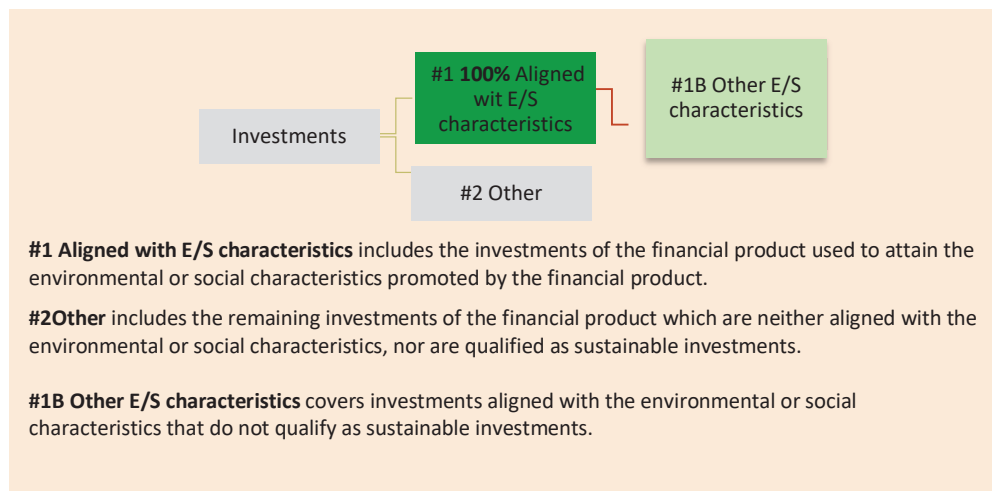 #1 100% Aligned
wit E/S
characteristics
#1B Other E/S
characteristics
Investments
#2 Other
#1 Aligned with E/S characteristics includes the investments of the financial product used to attain the
environmental or social characteristics promoted by the financial product.
#2Other includes the remaining investments of the financial product which are neither aligned with the
environmental or social characteristics, nor are qualified as sustainable investments.
#1B Other E/S characteristics covers investments aligned with the environmental or social
characteristics that do not qualify as sustainable investments.